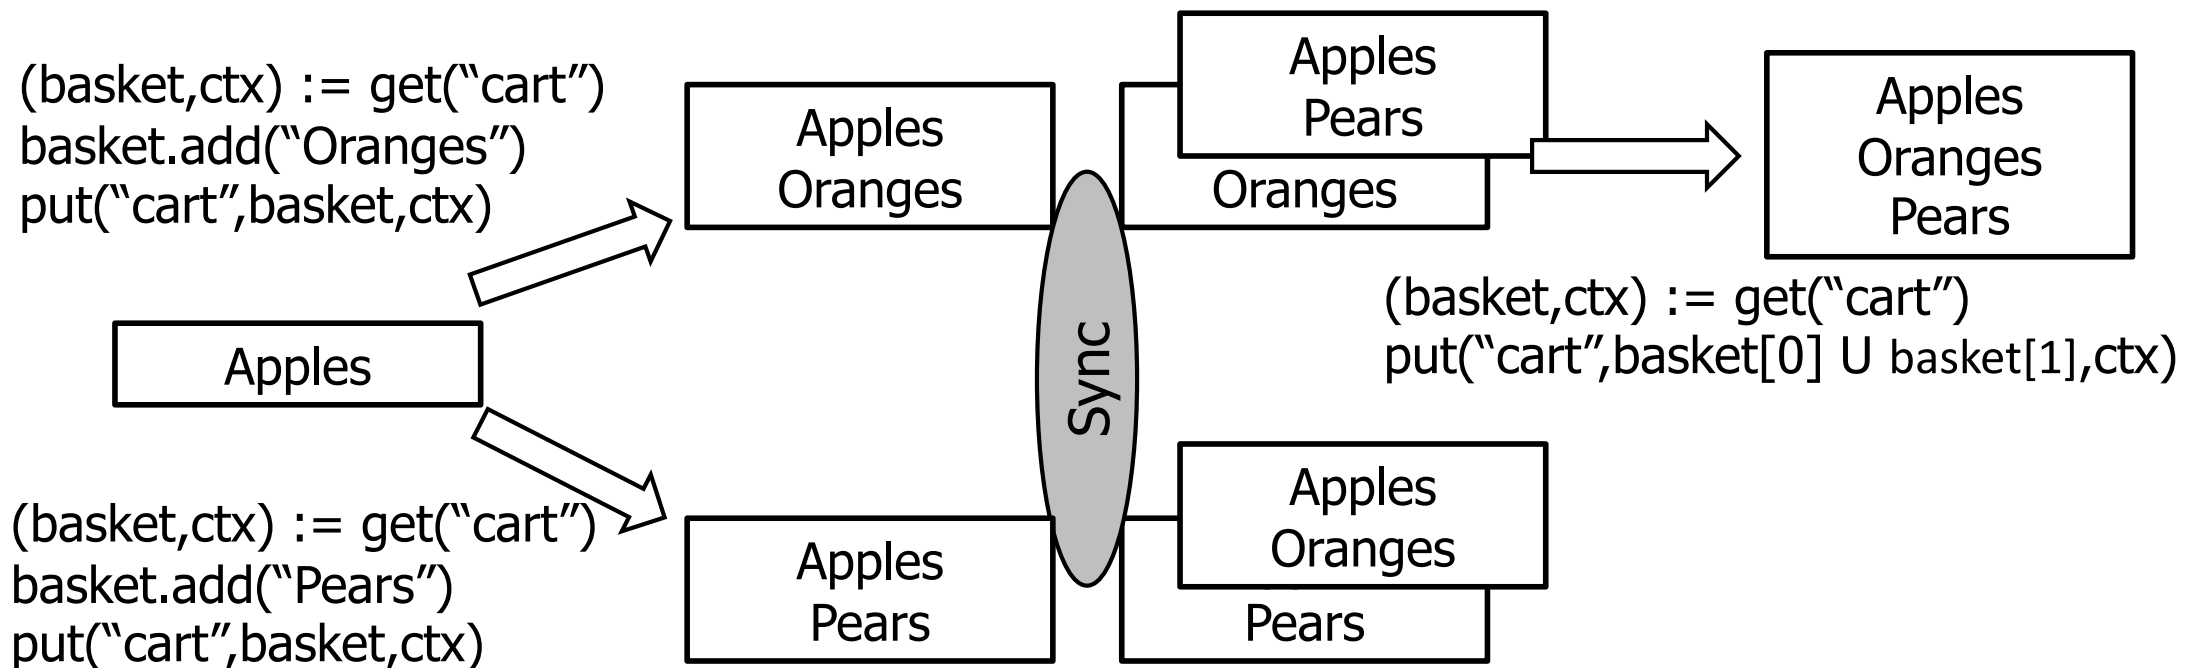 (basket,ctx) := get(“cart”)
basket.add(“Oranges”)
put(“cart”,basket,ctx)
Apples
Oranges
Apples
Pears
Oranges
Apples
Oranges
Pears
(basket,ctx) := get(“cart”)
put(“cart”,basket[0] U basket[1],ctx)
Apples
Sync
(basket,ctx) := get(“cart”)
basket.add(“Pears”)
put(“cart”,basket,ctx)
Apples
Pears
Apples
Oranges
Pears